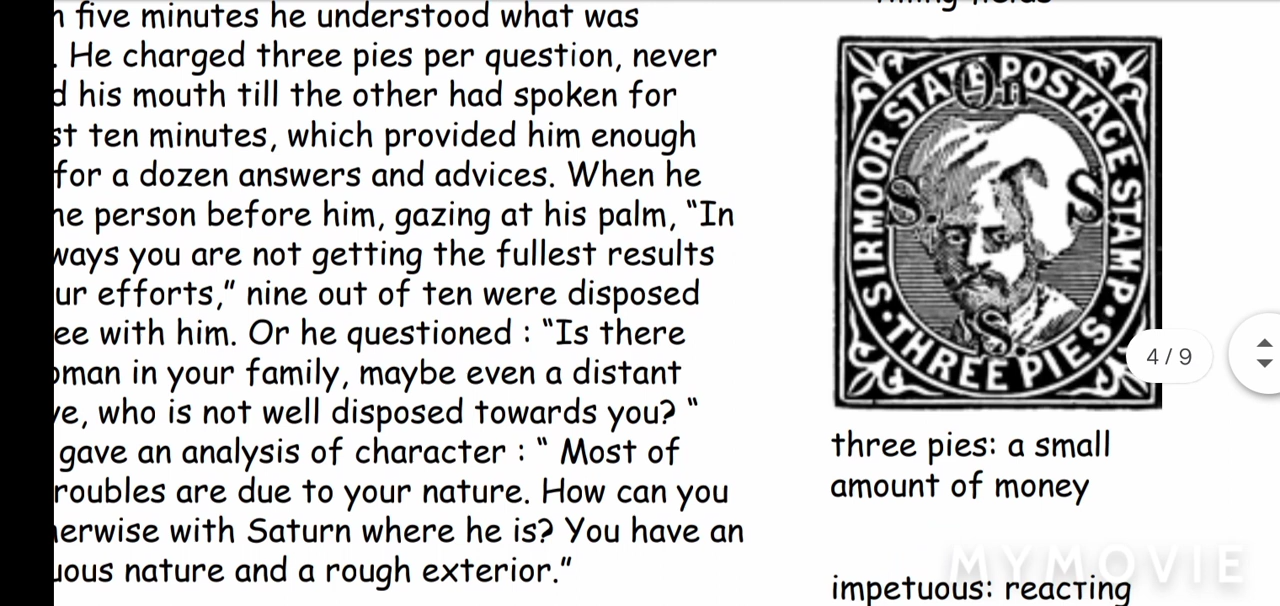 five minutes he understood what was
. He charged three pies per question, never
d his mouth till the other had spoken for
st ten minutes, which provided him enough
for a dozen answers and advices. When he
he person before him, gazing at his palm, “In
ways you are not getting the fullest results
ur efforts,” nine out of ten were disposed
ee with him. Or he questioned : “Is there
oman in your family, maybe even a distant
ve, who is not well disposed towards you? “
gave an analysis of character : “ Most of
roubles are due to your nature. How can you
herwise with Saturn where he is? You have an
uous nature and a rough exterior.”
SIRMOOR STATE POSTAGE STAMP.
On
S. S.
S.
THREE PIES
4 / 9
three pies: a small
amount of money
impetuous: reacting
MYMOVIE